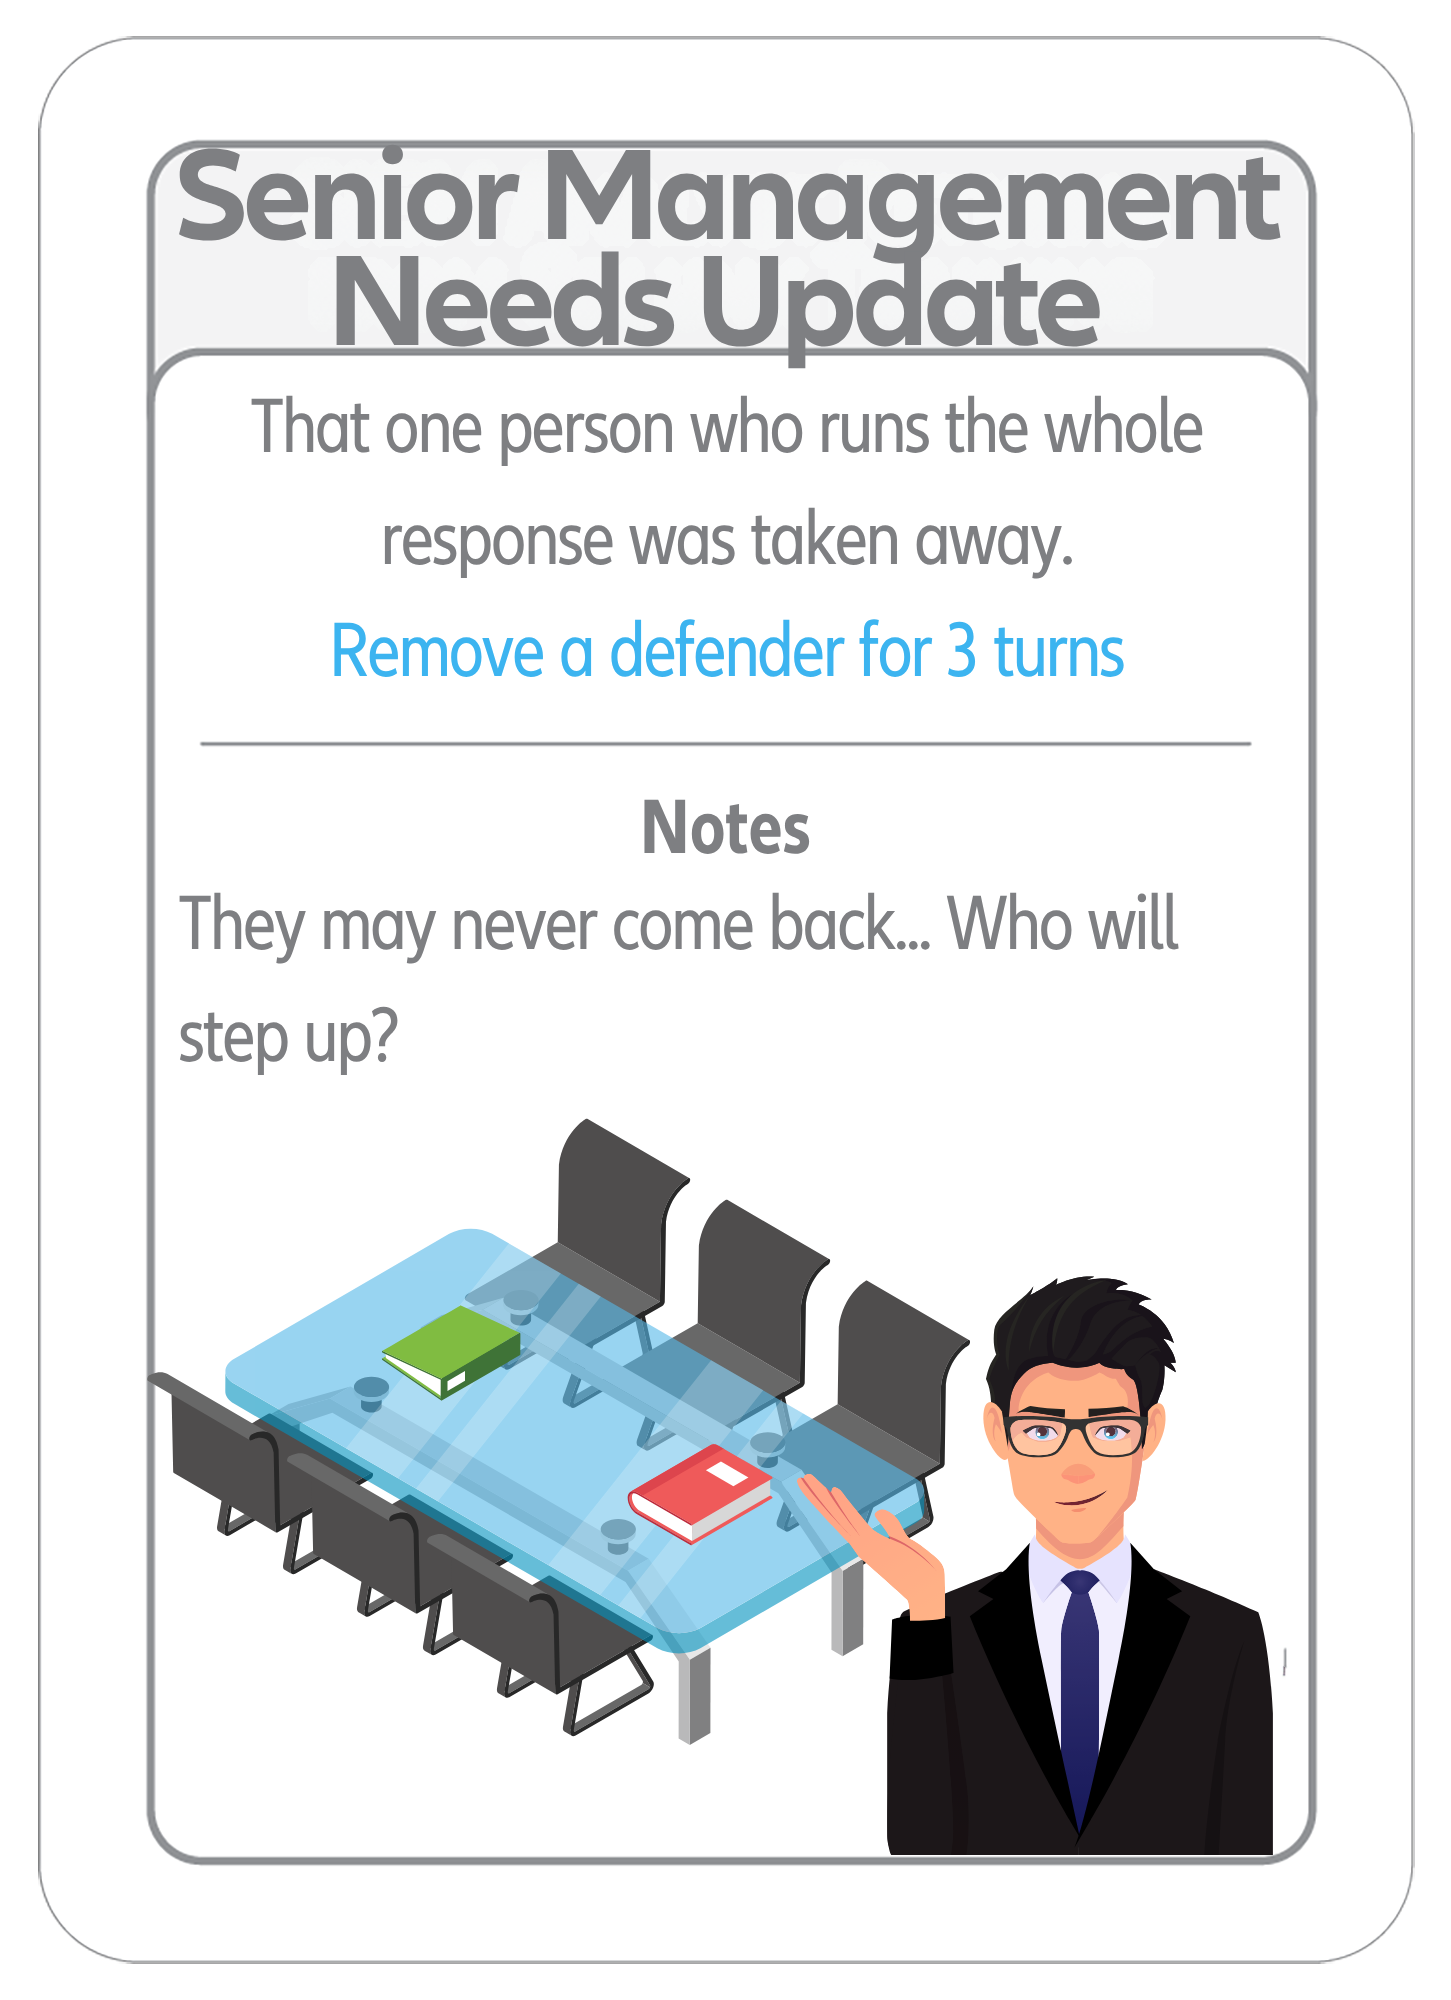 Senior Management
Needs Update
That one person who runs the whole
response was taken away.
Remove a defender for 3 turns
Notes
They may never come back... Who will
step up?